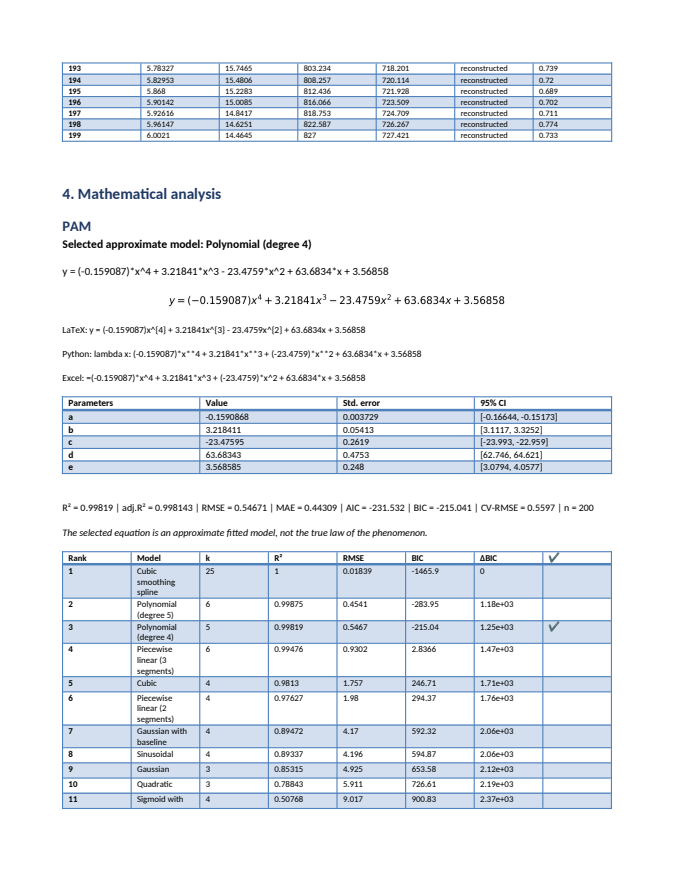 193 5.78327 15.7465 803.234 718.201 reconstructed 0.739
194 5.82953 15.4806 808.257 720.114 reconstructed 0.72
195 5.868 15.2283 812.436 721.928 reconstructed 0.689
196 5.90142 15.0085 816.066 723.509 reconstructed 0.702
197 5.92616 14.8417 818.753 724.709 reconstructed 0.711
198 5.96147 14.6251 822.587 726.267 reconstructed 0.774
199 6.0021 14.4645 827 727.421 reconstructed 0.733
4. Mathematical analysis
PAM
Selected approximate model: Polynomial (degree 4)
y = (-0.159087)*x^4 + 3.21841*x^3 - 23.4759*x^2 + 63.6834*x + 3.56858
y = (−0.159087)x⁴ + 3.21841x³ − 23.4759x² + 63.6834x + 3.56858
LaTeX: y = (-0.159087)x^{4} + 3.21841x^{3} - 23.4759x^{2} + 63.6834x + 3.56858
Python: lambda x: (-0.159087)*x**4 + 3.21841*x**3 + (-23.4759)*x**2 + 63.6834*x + 3.56858
Excel: =(-0.159087)*x^4 + 3.21841*x^3 + (-23.4759)*x^2 + 63.6834*x + 3.56858
Parameters Value Std. error 95% CI
a -0.1590868 0.003729 [-0.16644, -0.15173]
b 3.218411 0.05413 [3.1117, 3.3252]
c -23.47595 0.2619 [-23.993, -22.959]
d 63.68343 0.4753 [62.746, 64.621]
e 3.568585 0.248 [3.0794, 4.0577]
R² = 0.99819 | adj.R² = 0.998143 | RMSE = 0.54671 | MAE = 0.44309 | AIC = -231.532 | BIC = -215.041 | CV-RMSE = 0.5597 | n = 200
The selected equation is an approximate fitted model, not the true law of the phenomenon.
Rank Model k R² RMSE BIC ΔBIC ✔
1 Cubic 25 1 0.01839 -1465.9 0
smoothing
spline
2 Polynomial 6 0.99875 0.4541 -283.95 1.18e+03
(degree 5)
3 Polynomial 5 0.99819 0.5467 -215.04 1.25e+03 ✔
(degree 4)
4 Piecewise 6 0.99476 0.9302 2.8366 1.47e+03
linear (3
segments)
5 Cubic 4 0.9813 1.757 246.71 1.71e+03
6 Piecewise 4 0.97627 1.98 294.37 1.76e+03
linear (2
segments)
7 Gaussian with 4 0.89472 4.17 592.32 2.06e+03
baseline
8 Sinusoidal 4 0.89337 4.196 594.87 2.06e+03
9 Gaussian 3 0.85315 4.925 653.58 2.12e+03
10 Quadratic 3 0.78843 5.911 726.61 2.19e+03
11 Sigmoid with 4 0.50768 9.017 900.83 2.37e+03